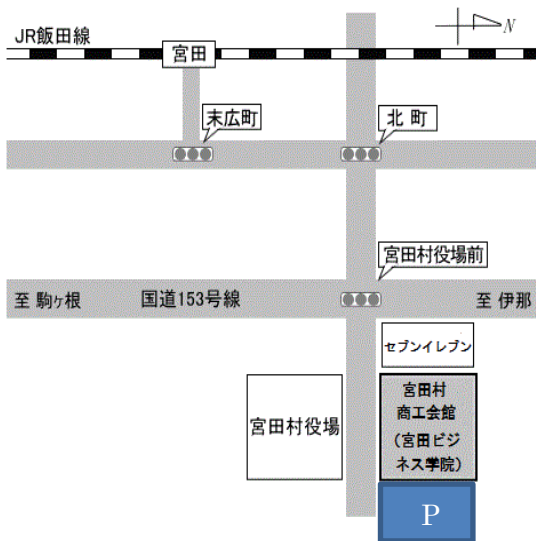 JR飯田線
N
宮田
末広町
北町
宮田村役場前
至 駒ヶ根
国道153号線
至 伊那
セブンイレブン
宮田村役場
宮田村
商工会館
（宮田ビジ
ネス学院）
P